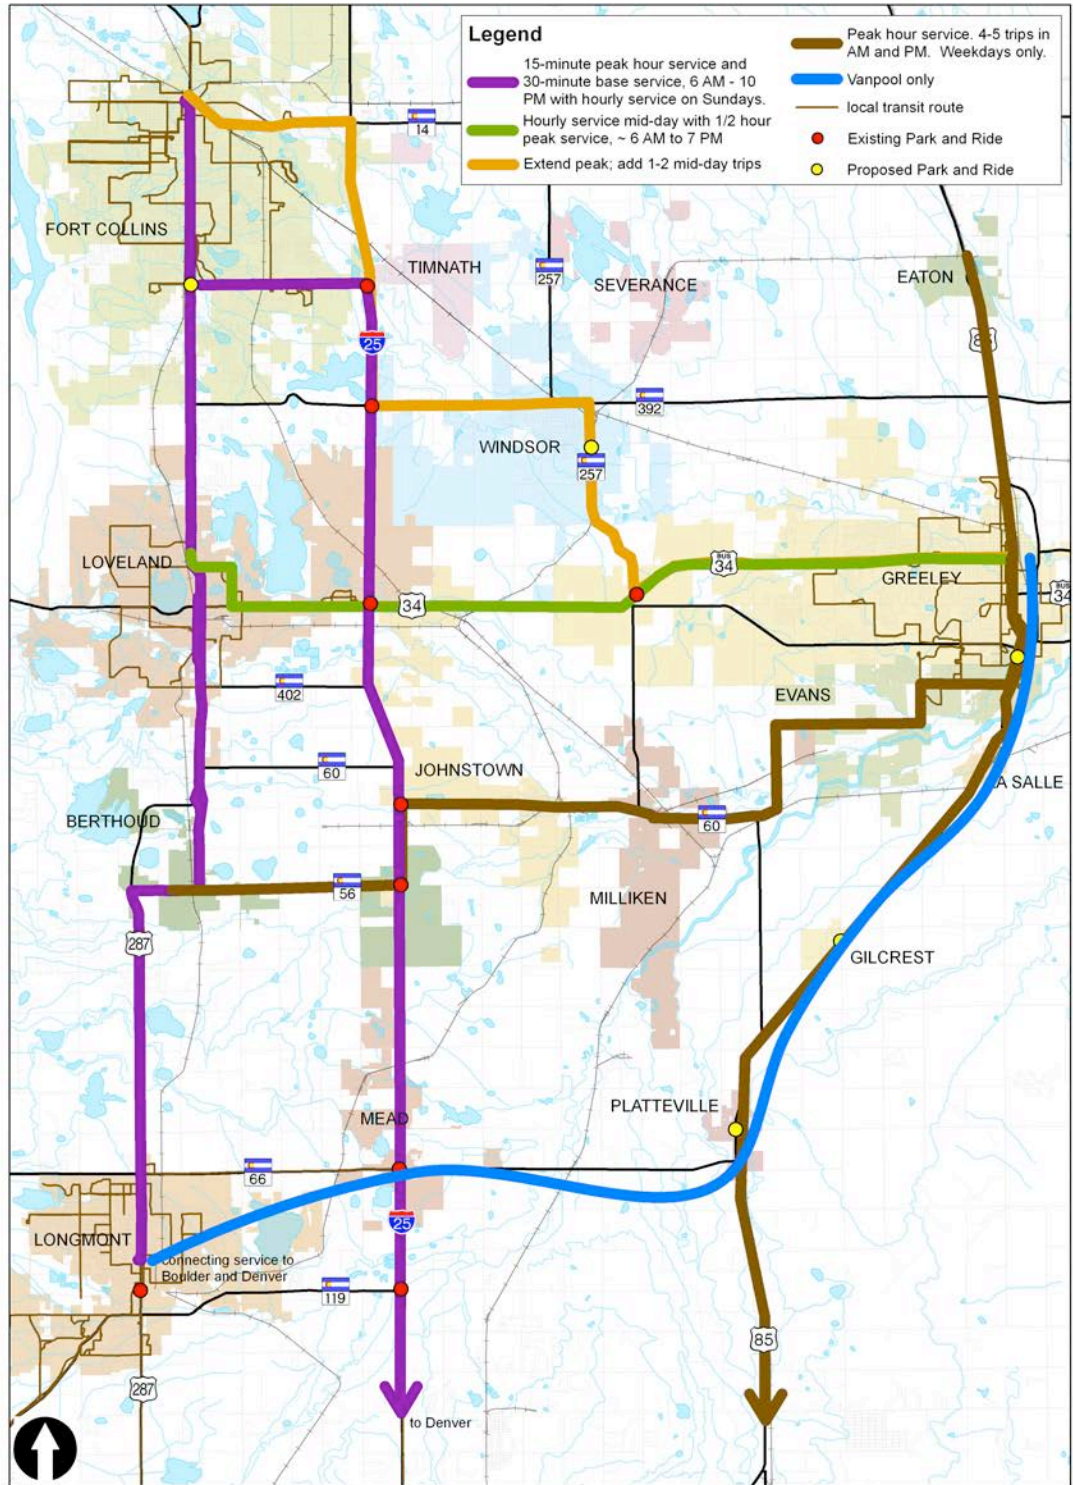 Legend
15-minute peak hour service and
30-minute base service, 6 AM - 10
PM with hourly service on Sundays.
Hourly service mid-day with 1/2 hour
peak service, ~ 6 AM to 7 PM
Extend peak; add 1-2 mid-day trips
Peak hour service. 4-5 trips in
AM and PM.  Weekdays only.
Vanpool only
local transit route
Existing Park and Ride
Proposed Park and Ride
14
FORT COLLINS
TIMNATH
257
SEVERANCE
EATON
25
85
392
WINDSOR
257
LOVELAND
BUS
34
GREELEY
34
BUS
34
402
EVANS
60
JOHNSTOWN
A SALLE
BERTHOUD
60
56
MILLIKEN
287
GILCREST
MEAD
PLATTEVILLE
66
25
LONGMONT
connecting service to
Boulder and Denver
119
85
287
to Denver